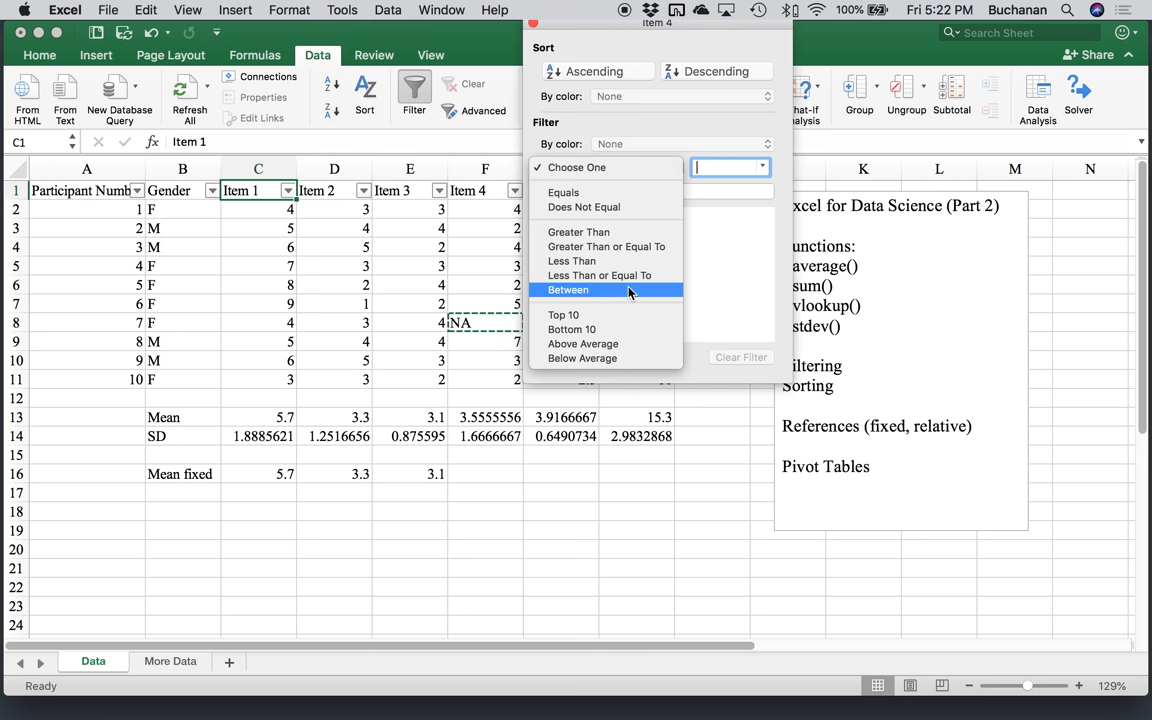 Excel File Edit View Insert Format Tools Data Window Help 100% Fri 5:22 PM Buchanan
Item 4
Search Sheet
Home Insert Page Layout Formulas Data Review View Share
From HTML
From Text
New Database Query
Refresh All
Connections
Properties
Edit Links
Sort
Filter
Clear
Advanced
Group
Ungroup
Subtotal
Data Analysis
Solver
Sort
Ascending Descending
By color: None
Filter
By color: None
Choose One
Equals
Does Not Equal
Greater Than
Greater Than or Equal To
Less Than
Less Than or Equal To
Between
Top 10
Bottom 10
Above Average
Below Average
Clear Filter
C1 fx Item 1
A B C D E F K L M N
1 Participant Numb Gender Item 1 Item 2 Item 3 Item 4
2 1 F 4 3 3 4
3 2 M 5 4 4 2
4 3 M 6 5 2 4
5 4 F 7 3 3 3
6 5 F 8 2 4 2
7 6 F 9 1 2 5
8 7 F 4 3 4 NA
9 8 M 5 4 4 7
10 9 M 6 5 3 3
11 10 F 3 3 2 2
12
13 Mean 5.7 3.3 3.1 3.5555556 3.9166667 15.3
14 SD 1.8885621 1.2516656 0.875595 1.6666667 0.6490734 2.9832868
15
16 Mean fixed 5.7 3.3 3.1
17
18
19
20
21
22
23
24
xcel for Data Science (Part 2)
unctions:
average()
sum()
vlookup()
stdev()
iltering
Sorting
References (fixed, relative)
Pivot Tables
Data More Data +
Ready 129%